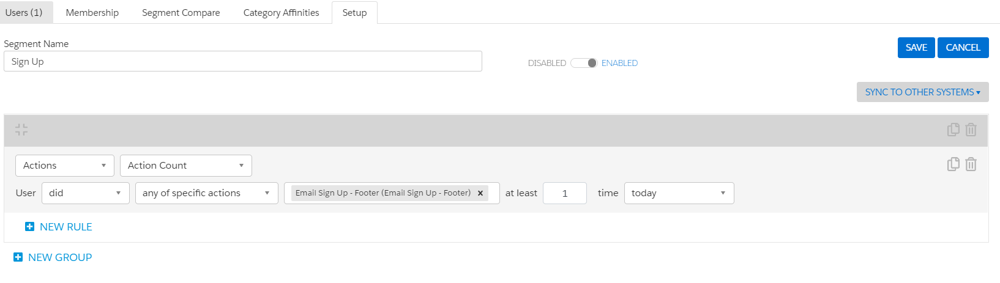 Users (1) Membership Segment Compare Category Affinities Setup
Segment Name
Sign Up
DISABLED ENABLED
SAVE CANCEL
SYNC TO OTHER SYSTEMS
Actions Action Count
User did any of specific actions Email Sign Up - Footer (Email Sign Up - Footer) x at least 1 time today
NEW RULE
NEW GROUP